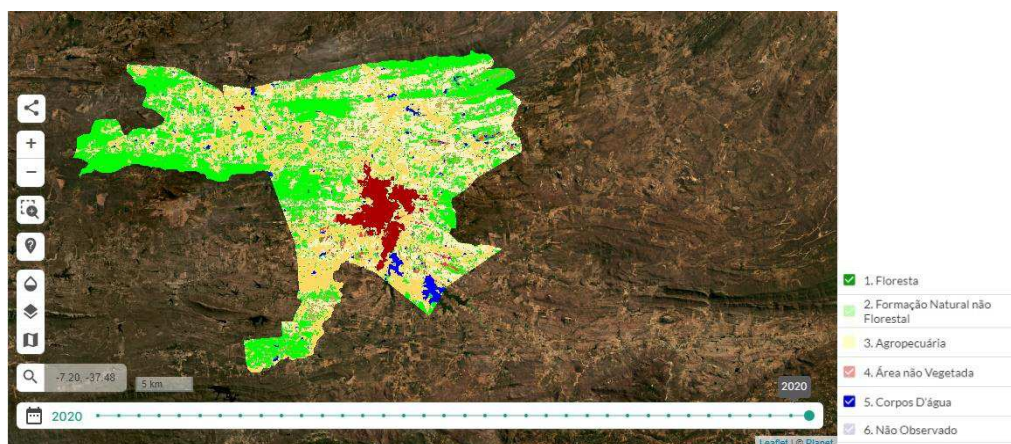 +
−
-7.20, -37.48
5 km
2020
2020
Leaflet | © Planet
1. Floresta
2. Formação Natural não
Florestal
3. Agropecuária
4. Área não Vegetada
5. Corpos D'água
6. Não Observado